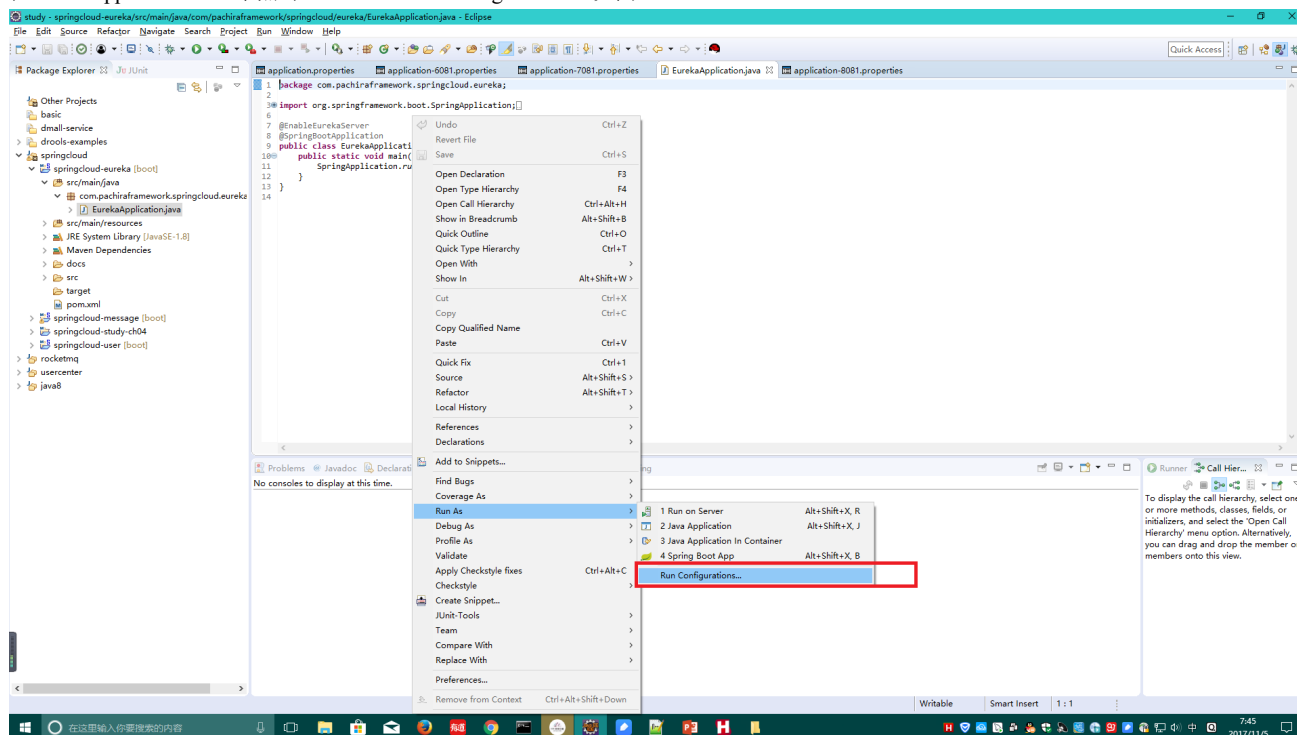 study - springcloud-eureka/src/main/java/com/pachiraframework/springcloud/eureka/EurekaApplication.java - Eclipse
File Edit Source Refactor Navigate Search Project Run Window Help
Quick Access
Package Explorer
JUnit
application.properties
application-6081.properties
application-7081.properties
EurekaApplication.java
application-8081.properties
Other Projects
basic
dmall-service
drools-examples
springcloud
springcloud-eureka [boot]
src/main/java
com.pachiraframework.springcloud.eureka
EurekaApplication.java
src/main/resources
JRE System Library [JavaSE-1.8]
Maven Dependencies
docs
src
target
pom.xml
springcloud-message [boot]
springcloud-study-ch04
springcloud-user [boot]
rocketmq
usercenter
java8
1 package com.pachiraframework.springcloud.eureka;
2
3 import org.springframework.boot.SpringApplication;
6
7 @EnableEurekaServer
8 @SpringBootApplication
9 public class EurekaApplicati
10 public static void main(
11 SpringApplication.ru
12 }
13 }
14
Undo Ctrl+Z
Revert File
Save Ctrl+S
Open Declaration F3
Open Type Hierarchy F4
Open Call Hierarchy Ctrl+Alt+H
Show in Breadcrumb Alt+Shift+B
Quick Outline Ctrl+O
Quick Type Hierarchy Ctrl+T
Open With >
Show In Alt+Shift+W >
Cut Ctrl+X
Copy Ctrl+C
Copy Qualified Name
Paste Ctrl+V
Quick Fix Ctrl+1
Source Alt+Shift+S >
Refactor Alt+Shift+T >
Local History >
References >
Declarations >
Add to Snippets...
Find Bugs >
Coverage As >
Run As >
Debug As >
Profile As >
Validate
Apply Checkstyle fixes Ctrl+Alt+C
Checkstyle >
Create Snippet...
JUnit-Tools >
Team >
Compare With >
Replace With >
Preferences...
Remove from Context Ctrl+Alt+Shift+Down
1 Run on Server Alt+Shift+X, R
2 Java Application Alt+Shift+X, J
3 Java Application In Container
4 Spring Boot App Alt+Shift+X, B
Run Configurations...
Problems @ Javadoc Declarati
ng
No consoles to display at this time.
Runner
Call Hier...
To display the call hierarchy, select one
or more methods, classes, fields, or
initializers, and select the 'Open Call
Hierarchy' menu option. Alternatively,
you can drag and drop the member o
members onto this view.
Writable
Smart Insert
1 : 1
在这里输入你要搜索的内容
有道
中
7:45
2017/11/5